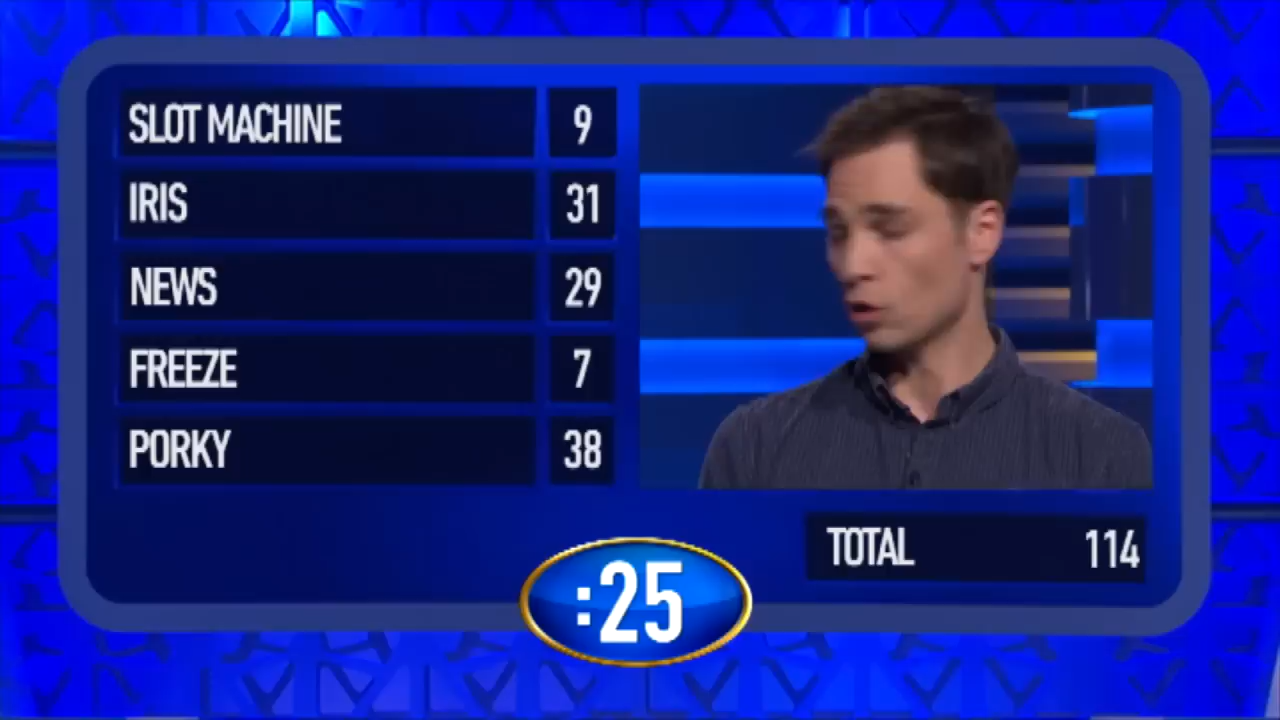 SLOT MACHINE 9
IRIS 31
NEWS 29
FREEZE 7
PORKY 38
TOTAL 114
:25